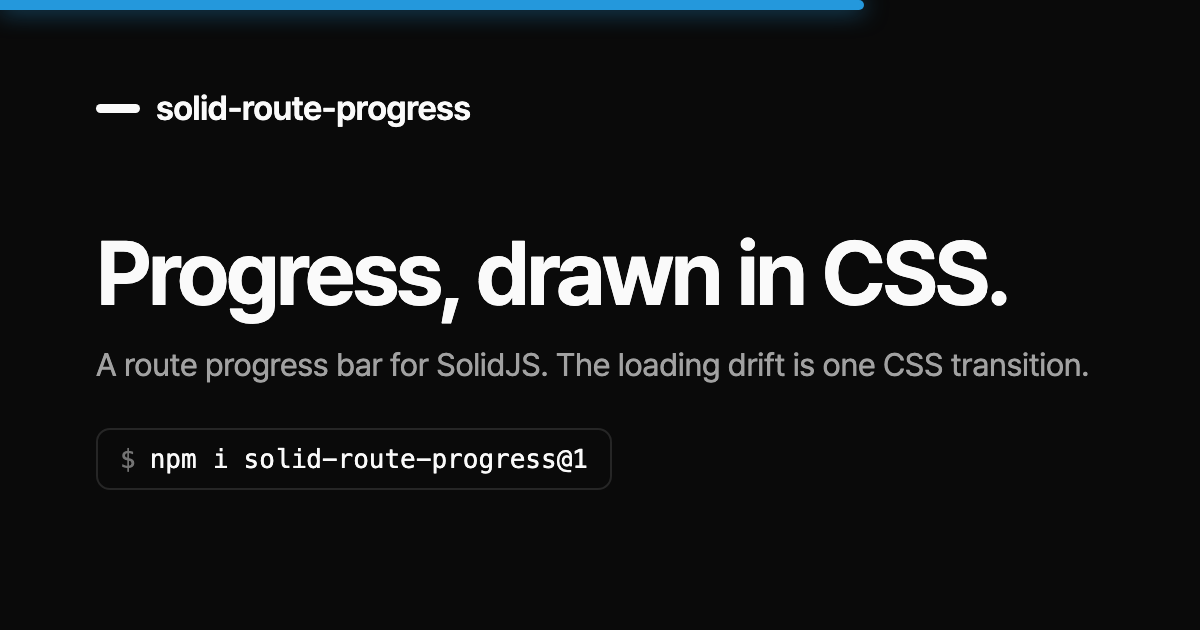 solid-route-progress
Progress, drawn in CSS.
A route progress bar for SolidJS. The loading drift is one CSS transition.
$ npm i solid-route-progress@1